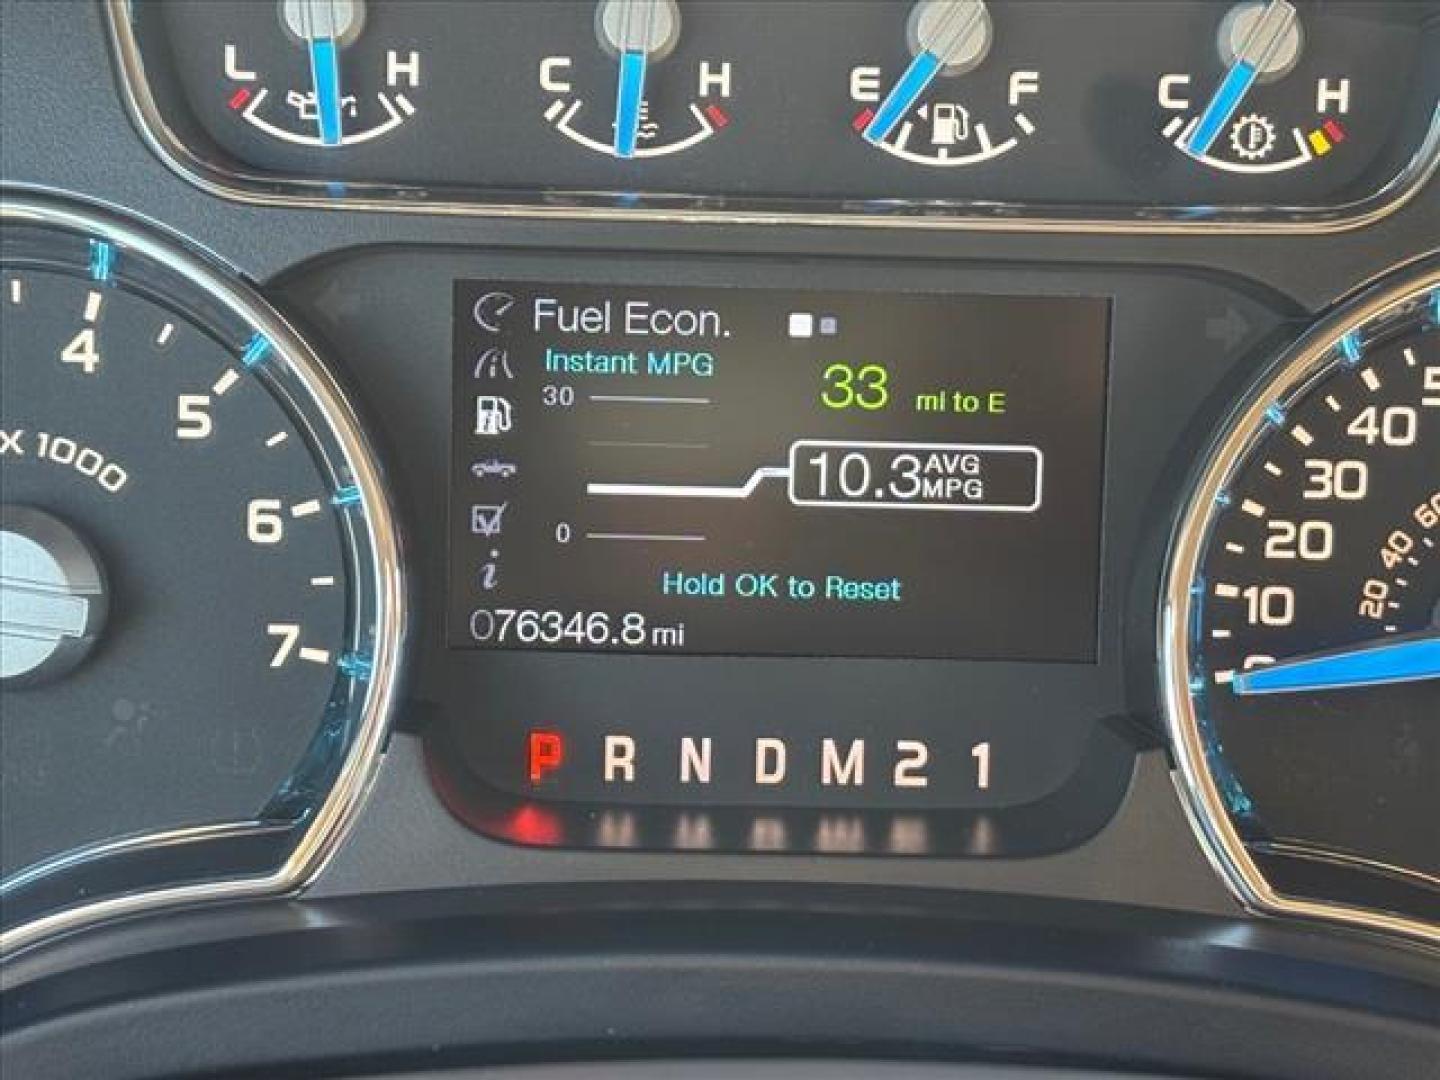 L H C H E F C H
Fuel Econ.
Instant MPG
30
33 mi to E
4
5
6
7
X 1000
10.3 AVG MPG
0
Hold OK to Reset
076346.8 mi
P R N D M 2 1
40
30
20
10
0
60
40
20